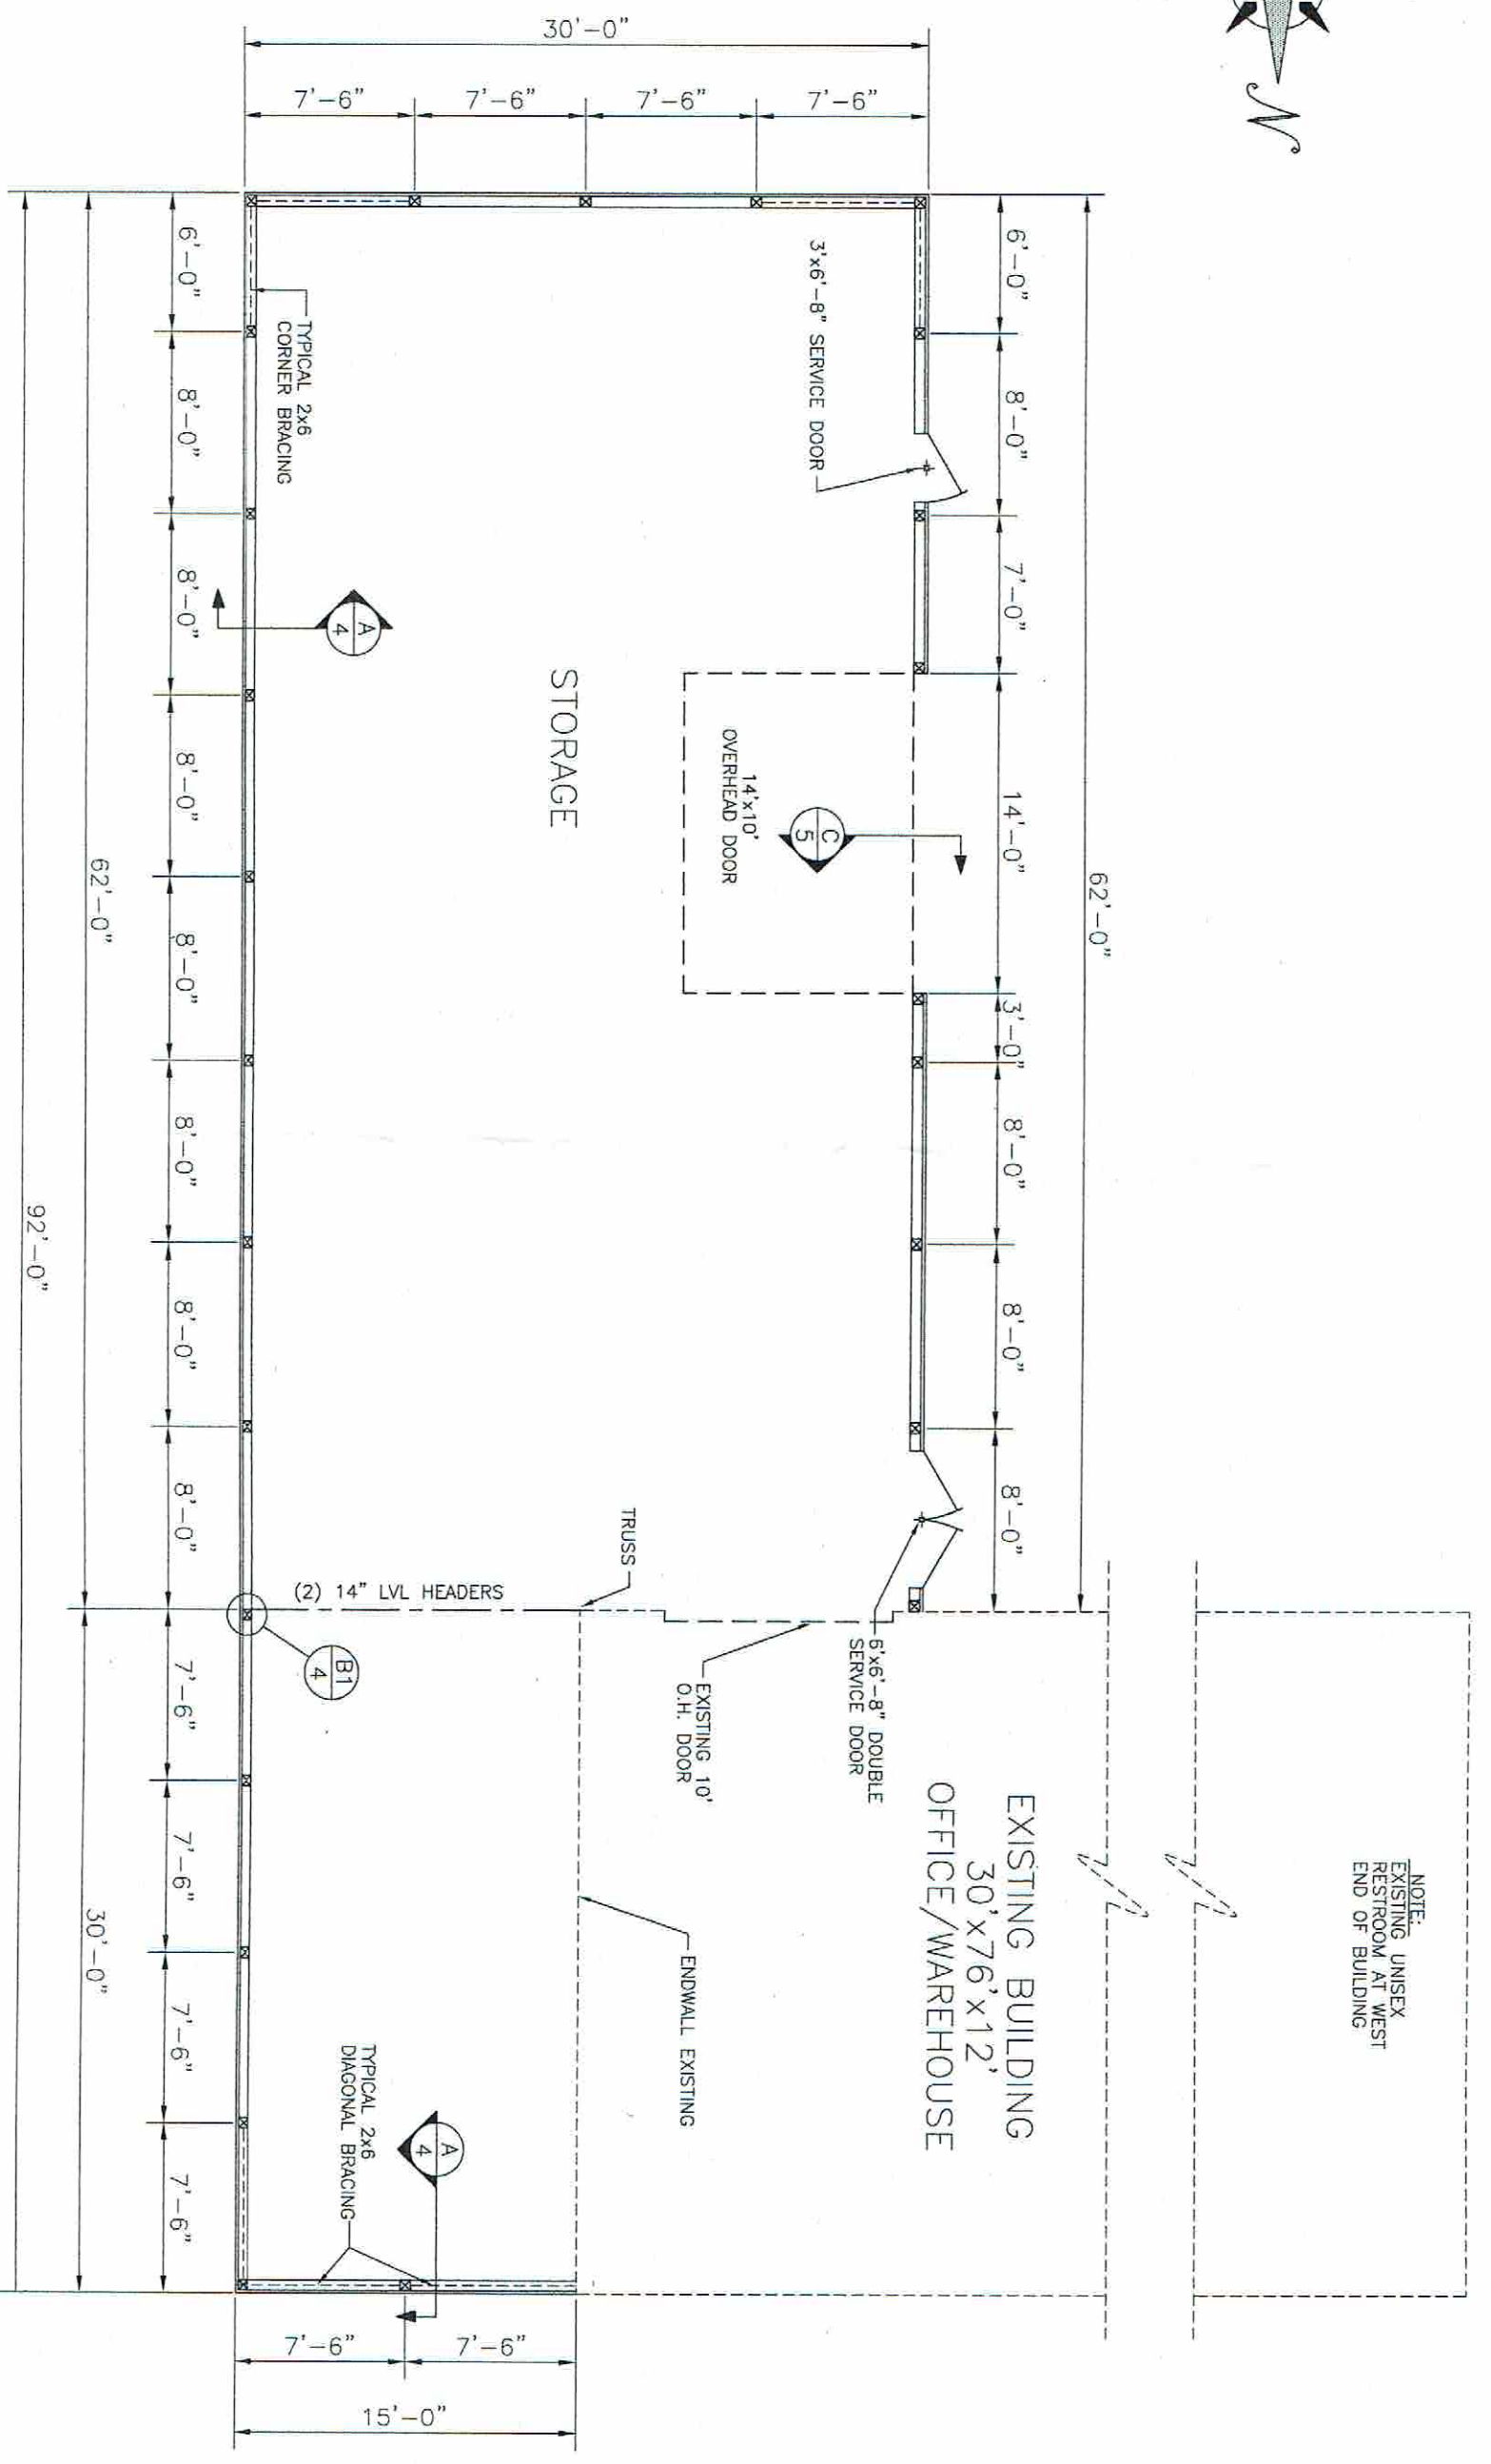 N
NOTE:
EXISTING UNISEX
RESTROOM AT WEST
END OF BUILDING
62'-0"
6'-0"
8'-0"
7'-0"
14'-0"
3'-0"
8'-0"
8'-0"
8'-0"
EXISTING BUILDING
30'x76'x12'
OFFICE/WAREHOUSE
3'x6'-8" SERVICE DOOR
C
5
14'x10'
OVERHEAD DOOR
6'x6'-8" DOUBLE
SERVICE DOOR
EXISTING 10'
O.H. DOOR
ENDWALL EXISTING
TRUSS
STORAGE
(2) 14" LVL HEADERS
A
4
B1
4
A
4
TYPICAL 2x6
DIAGONAL BRACING
TYPICAL 2x6
CORNER BRACING
30'-0"
7'-6"
7'-6"
7'-6"
7'-6"
7'-6"
7'-6"
15'-0"
6'-0"
8'-0"
8'-0"
8'-0"
8'-0"
8'-0"
8'-0"
8'-0"
7'-6"
7'-6"
7'-6"
7'-6"
62'-0"
30'-0"
92'-0"